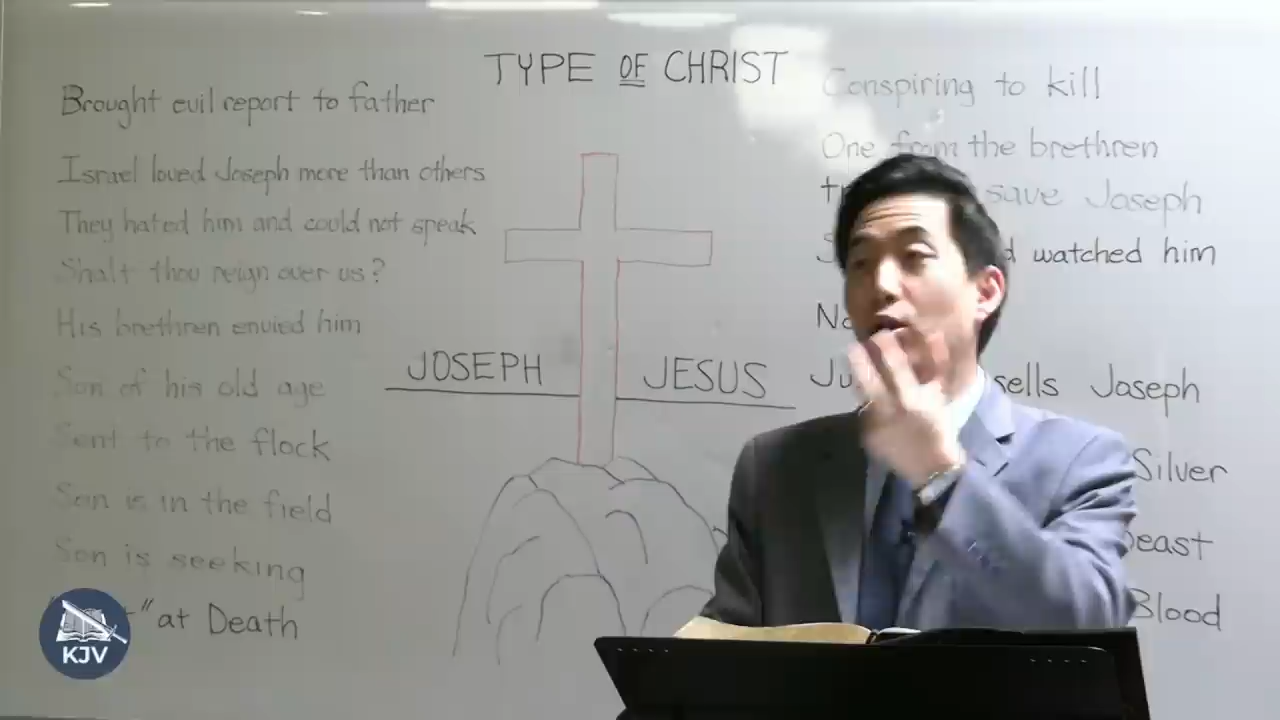 TYPE OF CHRIST
Brought evil report to father
Israel loved Joseph more than others
They hated him and could not speak
Shalt thou reign over us?
His brethren envied him
Son of his old age
Sent to the flock
Son is in the field
Son is seeking
" at Death
JOSEPH
JESUS
Conspiring to kill
One from the brethren
save Joseph
watched him
sells Joseph
Silver
Blood
KJV